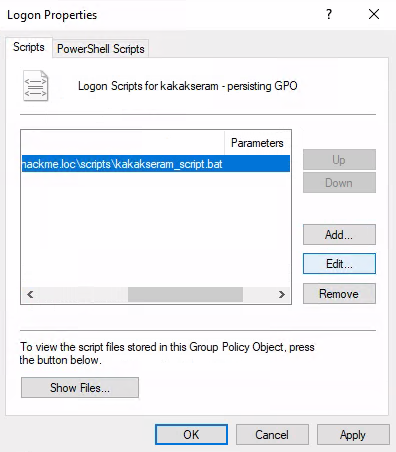 Logon Properties
Scripts PowerShell Scripts
Logon Scripts for kakakseram - persisting GPO
Parameters
hackme.loc\scripts\kakakseram_script.bat
Up
Down
Add...
Edit...
Remove
To view the script files stored in this Group Policy Object, press
the button below.
Show Files...
OK Cancel Apply